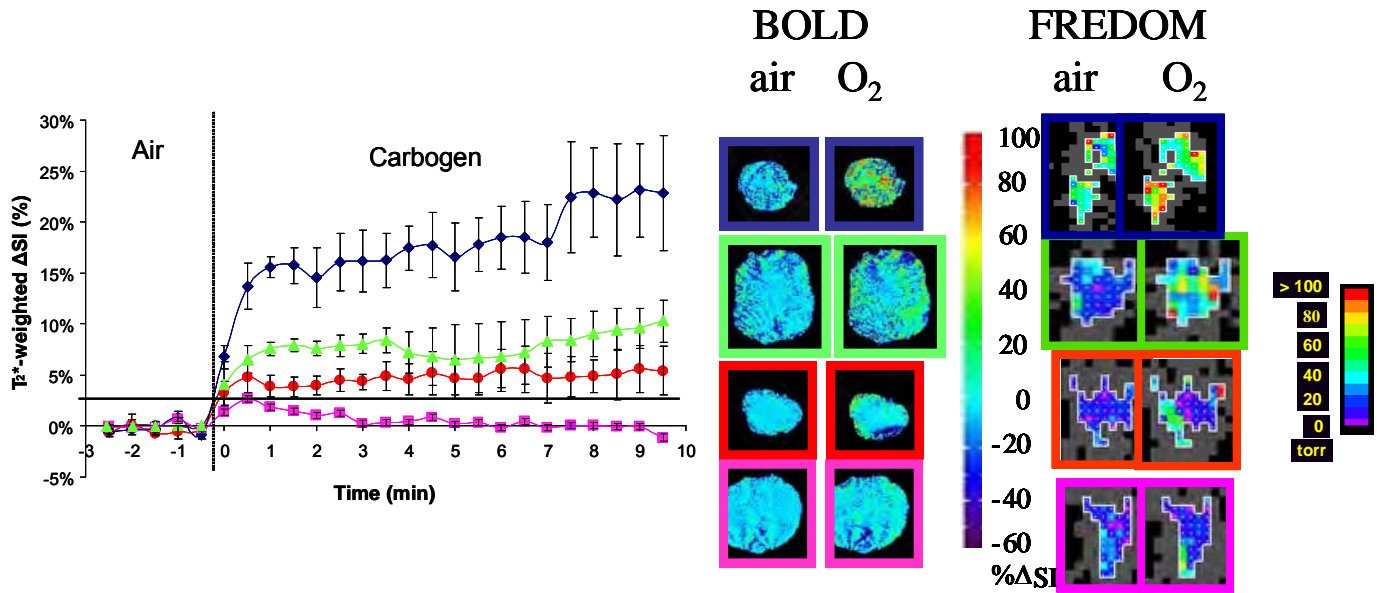 BOLD
FREDOM
air O2
air O2
Air
Carbogen
T2*-weighted ΔSI (%)
30%
25%
20%
15%
10%
5%
0%
-5%
-3 -2 -1 0 1 2 3 4 5 6 7 8 9 10
Time (min)
100
80
60
40
20
0
-20
-40
-60
%ΔSI
> 100
80
60
40
20
0
torr